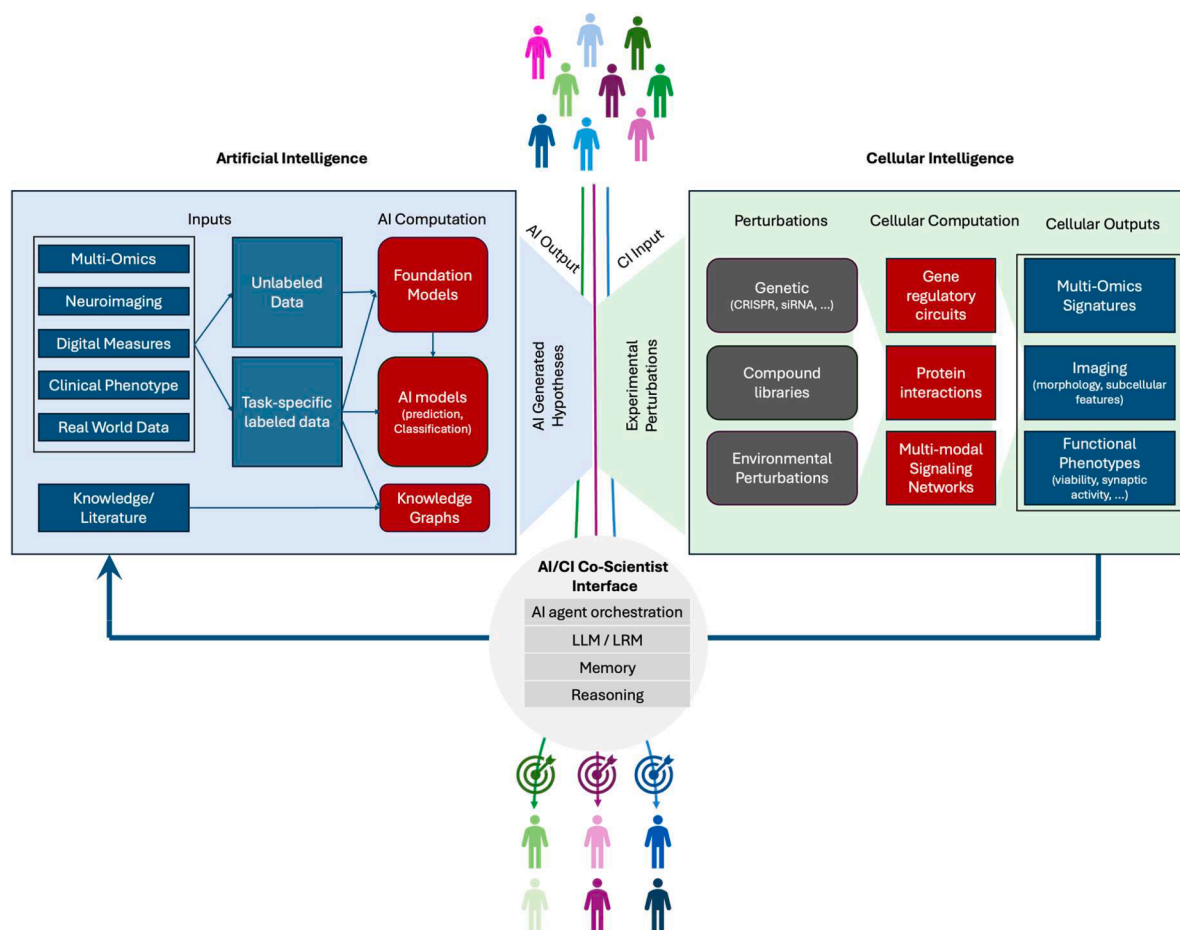 Artificial Intelligence
Inputs
AI Computation
Multi-Omics
Neuroimaging
Digital Measures
Clinical Phenotype
Real World Data
Knowledge/
Literature
Unlabeled
Data
Task-specific
labeled data
Foundation
Models
AI models
(prediction,
Classification)
Knowledge
Graphs
AI Output
AI Generated
Hypotheses
CI Input
Experimental
Perturbations
Cellular Intelligence
Perturbations
Cellular Computation
Cellular Outputs
Genetic
(CRISPR, siRNA, ...)
Compound
libraries
Environmental
Perturbations
Gene
regulatory
circuits
Protein
interactions
Multi-modal
Signaling
Networks
Multi-Omics
Signatures
Imaging
(morphology, subcellular
features)
Functional
Phenotypes
(viability, synaptic
activity, ...)
AI/CI Co-Scientist
Interface
AI agent orchestration
LLM / LRM
Memory
Reasoning